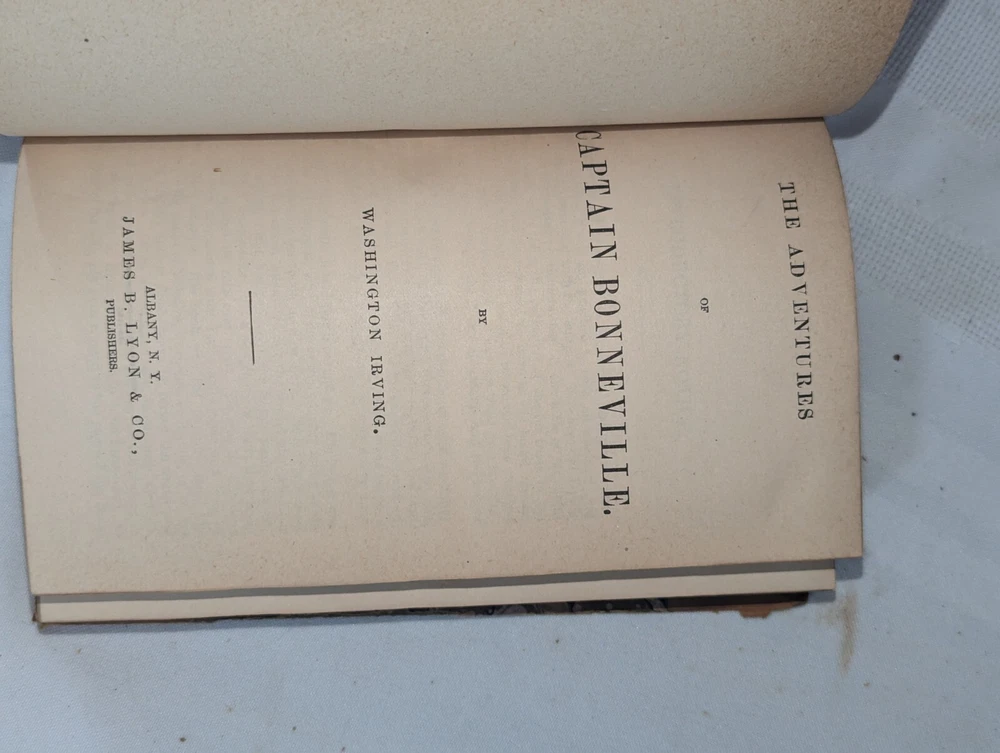 THE ADVENTURES
OF
CAPTAIN BONNEVILLE.
BY
WASHINGTON IRVING.
ALBANY, N. Y.
JAMES B. LYON & CO.,
PUBLISHERS.